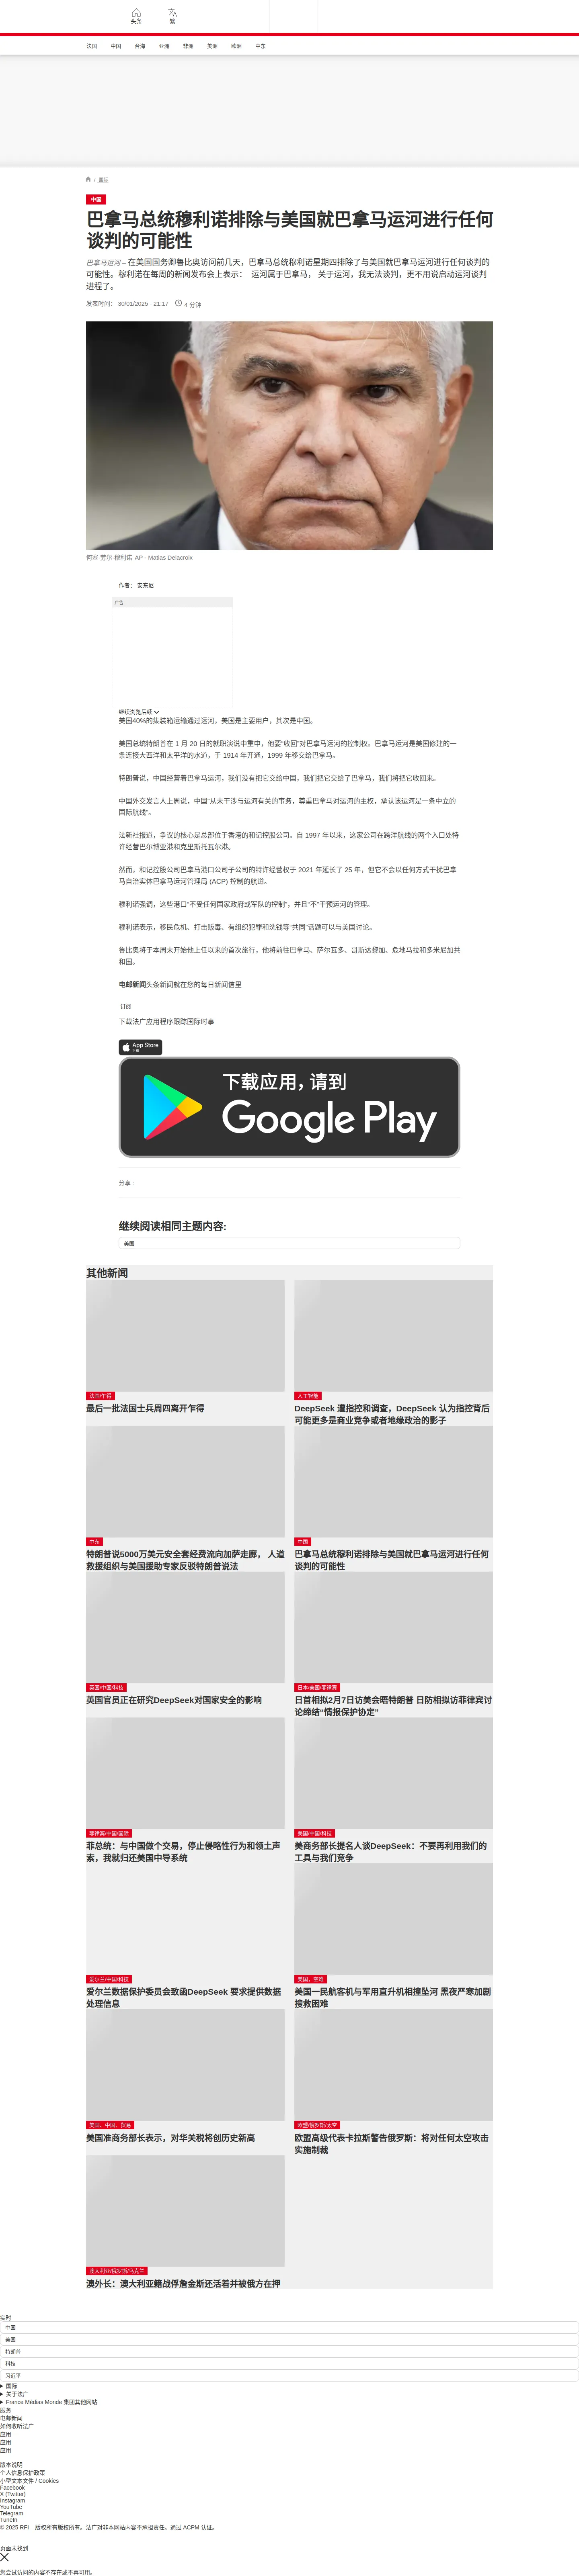 头条
繁
法国 中国 台海 亚洲 非洲 美洲 欧洲 中东
/ 国际
中国
巴拿马总统穆利诺排除与美国就巴拿马运河进行任何
谈判的可能性
巴拿马运河 – 在美国国务卿鲁比奥访问前几天，巴拿马总统穆利诺星期四排除了与美国就巴拿马运河进行任何谈判的
可能性。穆利诺在每周的新闻发布会上表示： 运河属于巴拿马， 关于运河，我无法谈判，更不用说启动运河谈判
进程了。
发表时间： 30/01/2025 - 21:17 4 分钟
何塞·劳尔·穆利诺 AP - Matias Delacroix
作者： 安东尼
广告
继续浏览后续
美国40%的集装箱运输通过运河，美国是主要用户，其次是中国。
美国总统特朗普在 1 月 20 日的就职演说中重申，他要“收回”对巴拿马运河的控制权。巴拿马运河是美国修建的一
条连接大西洋和太平洋的水道，于 1914 年开通，1999 年移交给巴拿马。
特朗普说，中国经营着巴拿马运河，我们没有把它交给中国，我们把它交给了巴拿马，我们将把它收回来。
中国外交发言人上周说，中国“从未干涉与运河有关的事务，尊重巴拿马对运河的主权，承认该运河是一条中立的
国际航线”。
法新社报道，争议的核心是总部位于香港的和记控股公司。自 1997 年以来，这家公司在跨洋航线的两个入口处特
许经营巴尔博亚港和克里斯托瓦尔港。
然而，和记控股公司巴拿马港口公司子公司的特许经营权于 2021 年延长了 25 年，但它不会以任何方式干扰巴拿
马自治实体巴拿马运河管理局 (ACP) 控制的航道。
穆利诺强调，这些港口“不受任何国家政府或军队的控制”，并且“不”干预运河的管理。
穆利诺表示，移民危机、打击贩毒、有组织犯罪和洗钱等“共同”话题可以与美国讨论。
鲁比奥将于本周末开始他上任以来的首次旅行，他将前往巴拿马、萨尔瓦多、哥斯达黎加、危地马拉和多米尼加共
和国。
电邮新闻头条新闻就在您的每日新闻信里
订阅
下载法广应用程序跟踪国际时事
App Store
下载
下载应用，请到
Google Play
分享 :
继续阅读相同主题内容:
美国
其他新闻
法国/乍得
最后一批法国士兵周四离开乍得
人工智能
DeepSeek 遭指控和调查，DeepSeek 认为指控背后
可能更多是商业竞争或者地缘政治的影子
中东
特朗普说5000万美元安全套经费流向加萨走廊， 人道
救援组织与美国援助专家反驳特朗普说法
中国
巴拿马总统穆利诺排除与美国就巴拿马运河进行任何
谈判的可能性
英国/中国/科技
英国官员正在研究DeepSeek对国家安全的影响
日本/美国/菲律宾
日首相拟2月7日访美会晤特朗普 日防相拟访菲律宾讨
论缔结“情报保护协定”
菲律宾/中国/国际
菲总统：与中国做个交易，停止侵略性行为和领土声
索，我就归还美国中导系统
美国/中国/科技
美商务部长提名人谈DeepSeek：不要再利用我们的
工具与我们竞争
爱尔兰/中国/科技
爱尔兰数据保护委员会致函DeepSeek 要求提供数据
处理信息
美国、空难
美国一民航客机与军用直升机相撞坠河 黑夜严寒加剧
搜救困难
美国、中国、贸易
美国准商务部长表示，对华关税将创历史新高
欧盟/俄罗斯/太空
欧盟高级代表卡拉斯警告俄罗斯：将对任何太空攻击
实施制裁
澳大利亚/俄罗斯/乌克兰
澳外长：澳大利亚籍战俘詹金斯还活着并被俄方在押
实时
中国
美国
特朗普
科技
习近平
国际
关于法广
France Médias Monde 集团其他网站
服务
电邮新闻
如何收听法广
应用
应用
应用
版本说明
个人信息保护政策
小型文本文件 / Cookies
Facebook
X (Twitter)
Instagram
YouTube
Telegram
TuneIn
© 2025 RFI – 版权所有版权所有。法广对非本网站内容不承担责任。通过 ACPM 认证。
页面未找到
您尝试访问的内容不存在或不再可用。